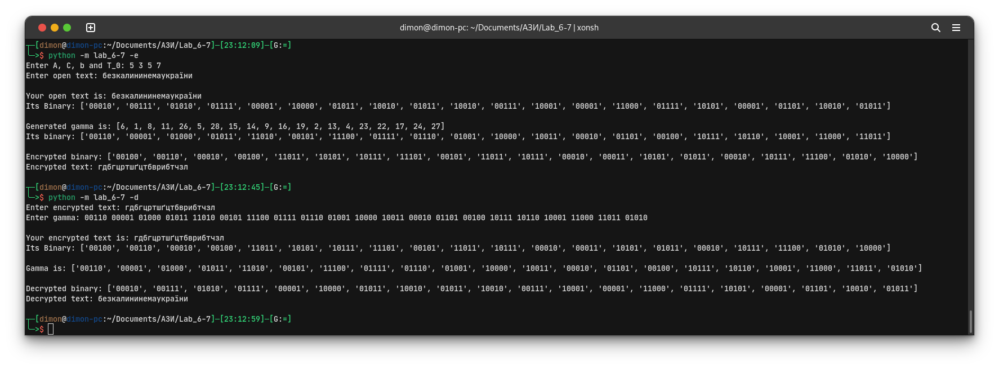 dimon@dimon-pc: ~/Documents/АЗИ/Lab_6-7 | xonsh
┬─[dimon@dimon-pc:~/Documents/АЗИ/Lab_6-7]─[23:12:09]─[G:=]
╰─>$ python -m lab_6-7 -e
Enter A, C, b and T_0: 5 3 5 7
Enter open text: безкалининемаукраїни
Your open text is: безкалининемаукраїни
Its Binary: ['00010', '00111', '01010', '01111', '00001', '10000', '01011', '10010', '01011', '10010', '00111', '10001', '00001', '11000', '01111', '10101', '00001', '01101', '10010', '01011']
Generated gamma is: [6, 1, 8, 11, 26, 5, 28, 15, 14, 9, 16, 19, 2, 13, 4, 23, 22, 17, 24, 27]
Its binary: ['00110', '00001', '01000', '01011', '11010', '00101', '11100', '01111', '01110', '01001', '10000', '10011', '00010', '01101', '00100', '10111', '10110', '10001', '11000', '11011']
Encrypted binary: ['00100', '00110', '00010', '00100', '11011', '10101', '10111', '11101', '00101', '11011', '10111', '00010', '00011', '10101', '01011', '00010', '10111', '11100', '01010', '10000']
Encrypted text: гдбгцртшґцтбврибтчзл
┬─[dimon@dimon-pc:~/Documents/АЗИ/Lab_6-7]─[23:12:45]─[G:=]
╰─>$ python -m lab_6-7 -d
Enter encrypted text: гдбгцртшґцтбврибтчзл
Enter gamma: 00110 00001 01000 01011 11010 00101 11100 01111 01110 01001 10000 10011 00010 01101 00100 10111 10110 10001 11000 11011 01010
Your encrypted text is: гдбгцртшґцтбврибтчзл
Its Binary: ['00100', '00110', '00010', '00100', '11011', '10101', '10111', '11101', '00101', '11011', '10111', '00010', '00011', '10101', '01011', '00010', '10111', '11100', '01010', '10000']
Gamma is: ['00110', '00001', '01000', '01011', '11010', '00101', '11100', '01111', '01110', '01001', '10000', '10011', '00010', '01101', '00100', '10111', '10110', '10001', '11000', '11011', '01010']
Decrypted binary: ['00010', '00111', '01010', '01111', '00001', '10000', '01011', '10010', '01011', '10010', '00111', '10001', '00001', '11000', '01111', '10101', '00001', '01101', '10010', '01011']
Decrypted text: безкалининемаукраїни
┬─[dimon@dimon-pc:~/Documents/АЗИ/Lab_6-7]─[23:12:59]─[G:=]
╰─>$